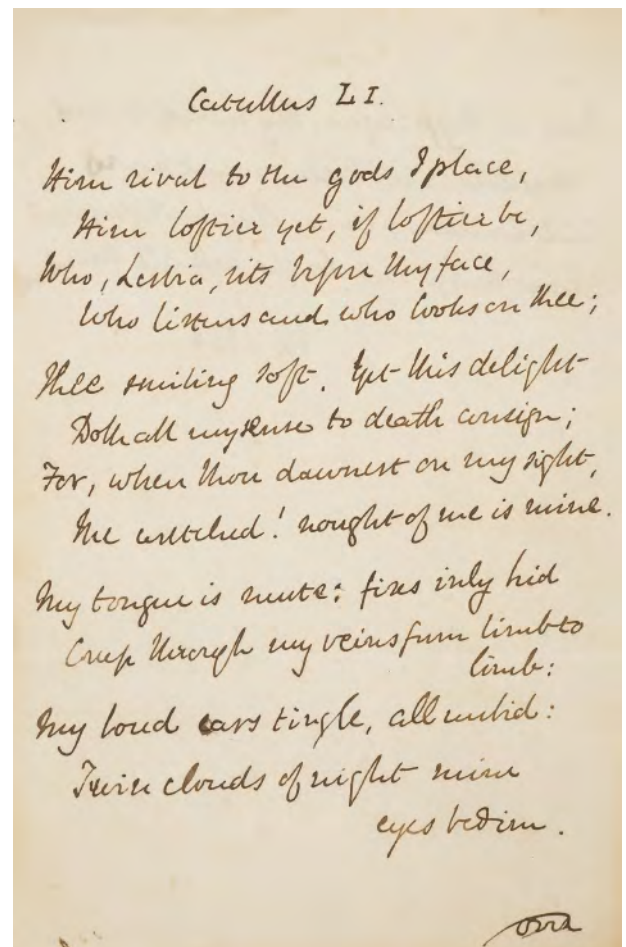 Catullus LI.
Him rival to the gods I place,
Him loftier yet, if loftier be,
Who, Lesbia, sits before thy face,
Who listens and who looks on thee;
Thee smiling soft. Yet this delight
Doth all my sense to death consign;
For, when thou dawnest on my sight,
Me wretched! nought of me is mine.
My tongue is mute: fires inly hid
Creep through my veins from limb to
limb:
My loud ears tingle, all unbid:
Twin clouds of night mine
eyes bedim.
over